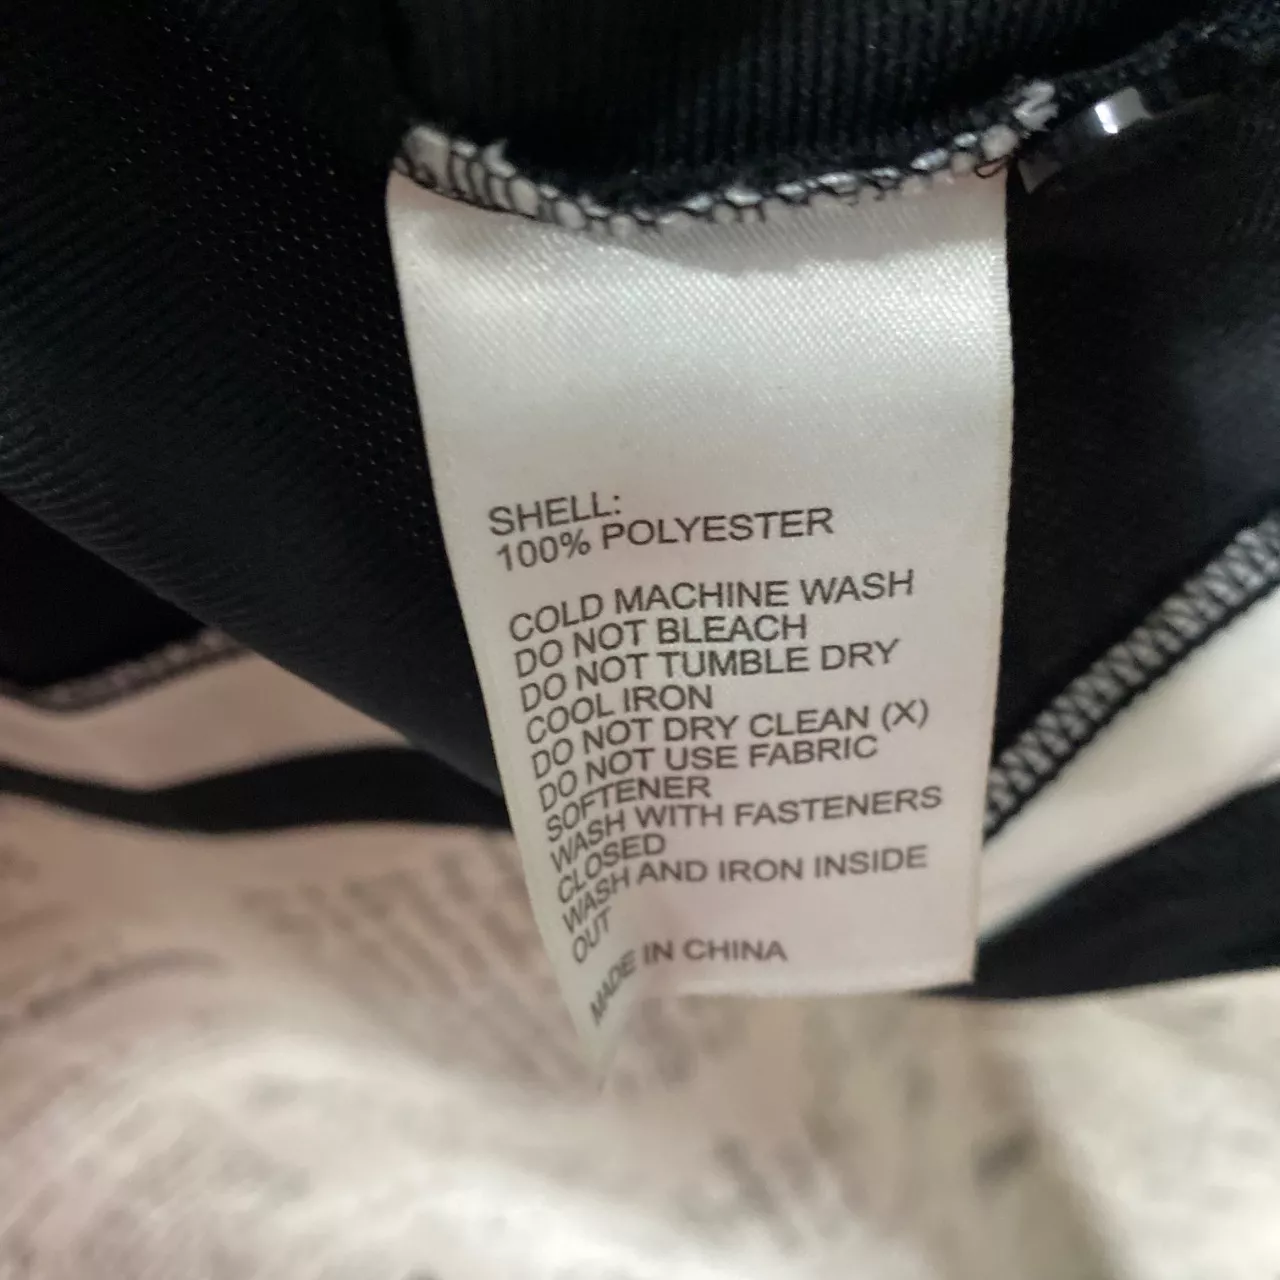 SHELL:
100% POLYESTER
COLD MACHINE WASH
DO NOT BLEACH
DO NOT TUMBLE DRY
COOL IRON
DO NOT DRY CLEAN (X)
DO NOT USE FABRIC
SOFTENER
WASH WITH FASTENERS
CLOSED
WASH AND IRON INSIDE
OUT
MADE IN CHINA